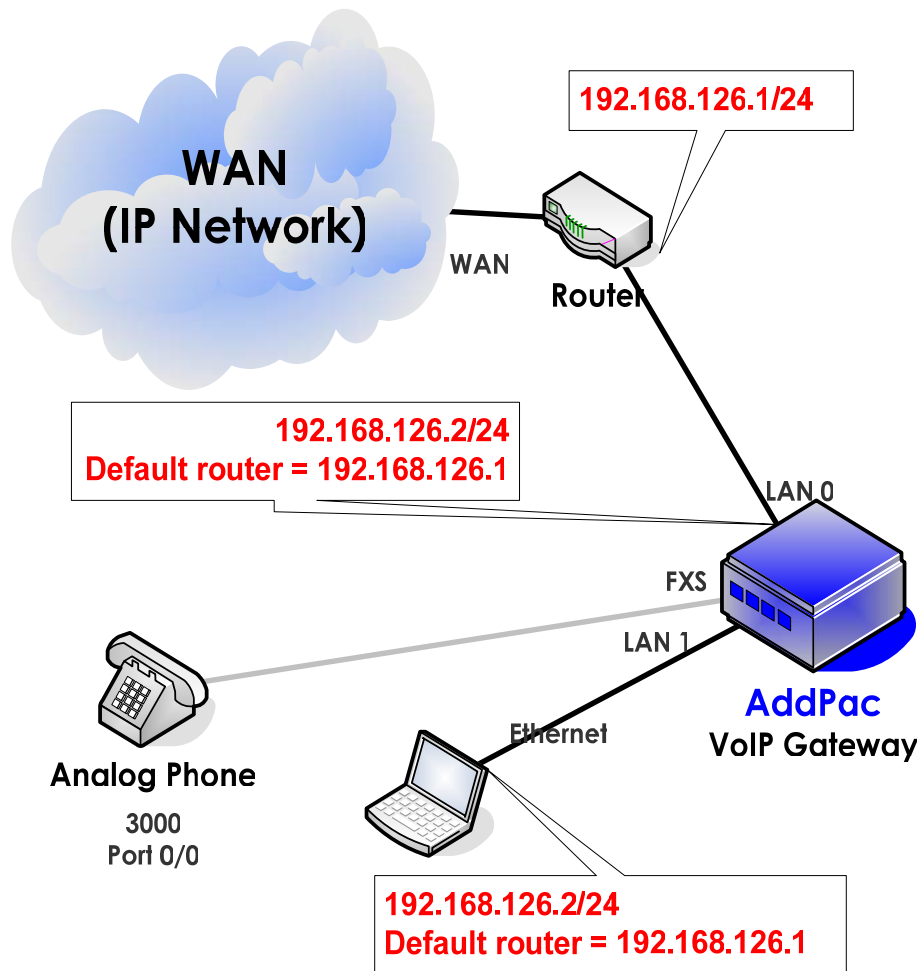 192.168.126.1/24
WAN
(IP Network)
WAN
Router
192.168.126.2/24
Default router = 192.168.126.1
LAN 0
FXS
LAN 1
AddPac
VoIP Gateway
Ethernet
Analog Phone
3000
Port 0/0
192.168.126.2/24
Default router = 192.168.126.1